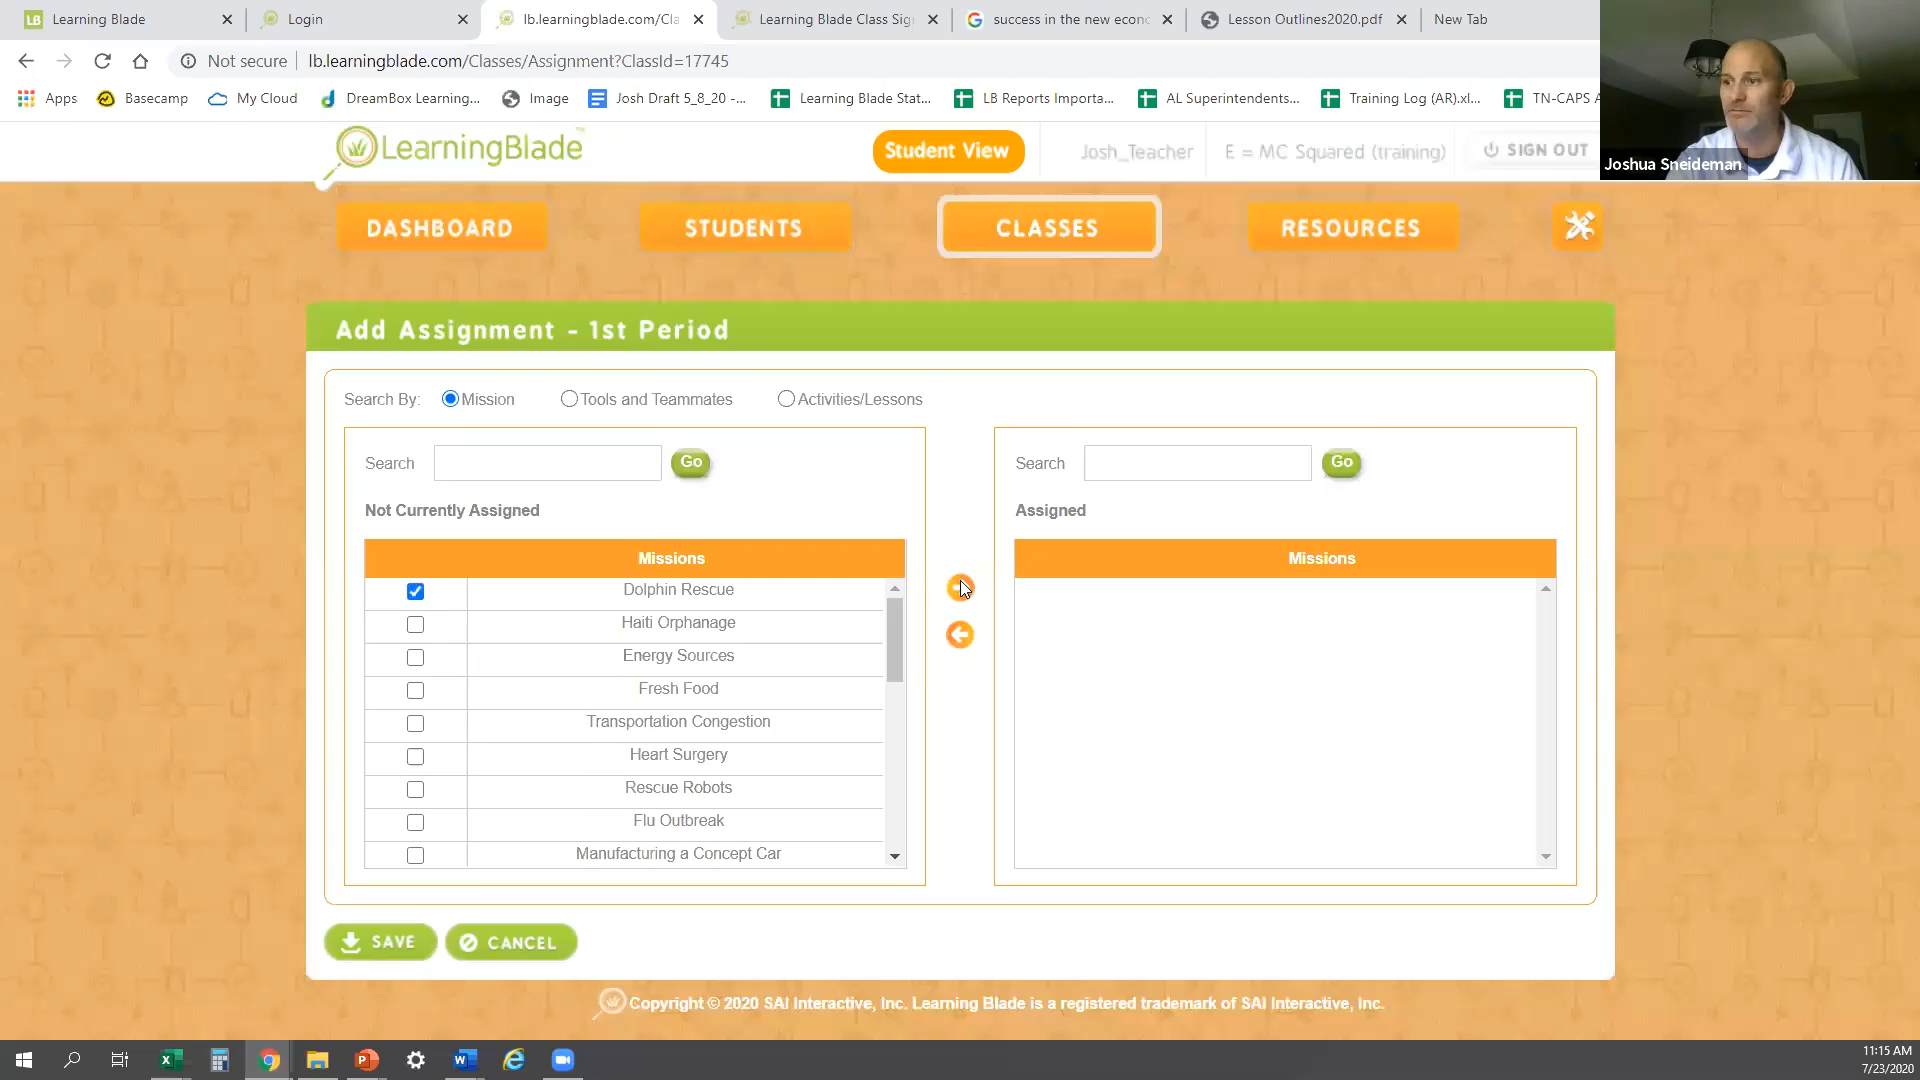 LB Learning Blade
Login
lb.learningblade.com/Cla
Learning Blade Class Sig
success in the new econ
Lesson Outlines2020.pdf
New Tab
Not secure
lb.learningblade.com/Classes/Assignment?ClassId=17745
Apps
Basecamp
My Cloud
DreamBox Learning...
Image
Josh Draft 5_8_20 -...
Learning Blade Stat...
LB Reports Importa...
AL Superintendents...
Training Log (AR).xl...
TN-CAPS A
LearningBlade™
Student View
Josh_Teacher
E = MC Squared (training)
SIGN OUT
Joshua Sneideman
DASHBOARD
STUDENTS
CLASSES
RESOURCES
Add Assignment - 1st Period
Search By:
Mission
Tools and Teammates
Activities/Lessons
Search
Go
Search
Go
Not Currently Assigned
Assigned
Missions
Missions
Dolphin Rescue
Haiti Orphanage
Energy Sources
Fresh Food
Transportation Congestion
Heart Surgery
Rescue Robots
Flu Outbreak
Manufacturing a Concept Car
SAVE
CANCEL
Copyright © 2020 SAI Interactive, Inc. Learning Blade is a registered trademark of SAI Interactive, Inc.
11:15 AM
7/23/2020